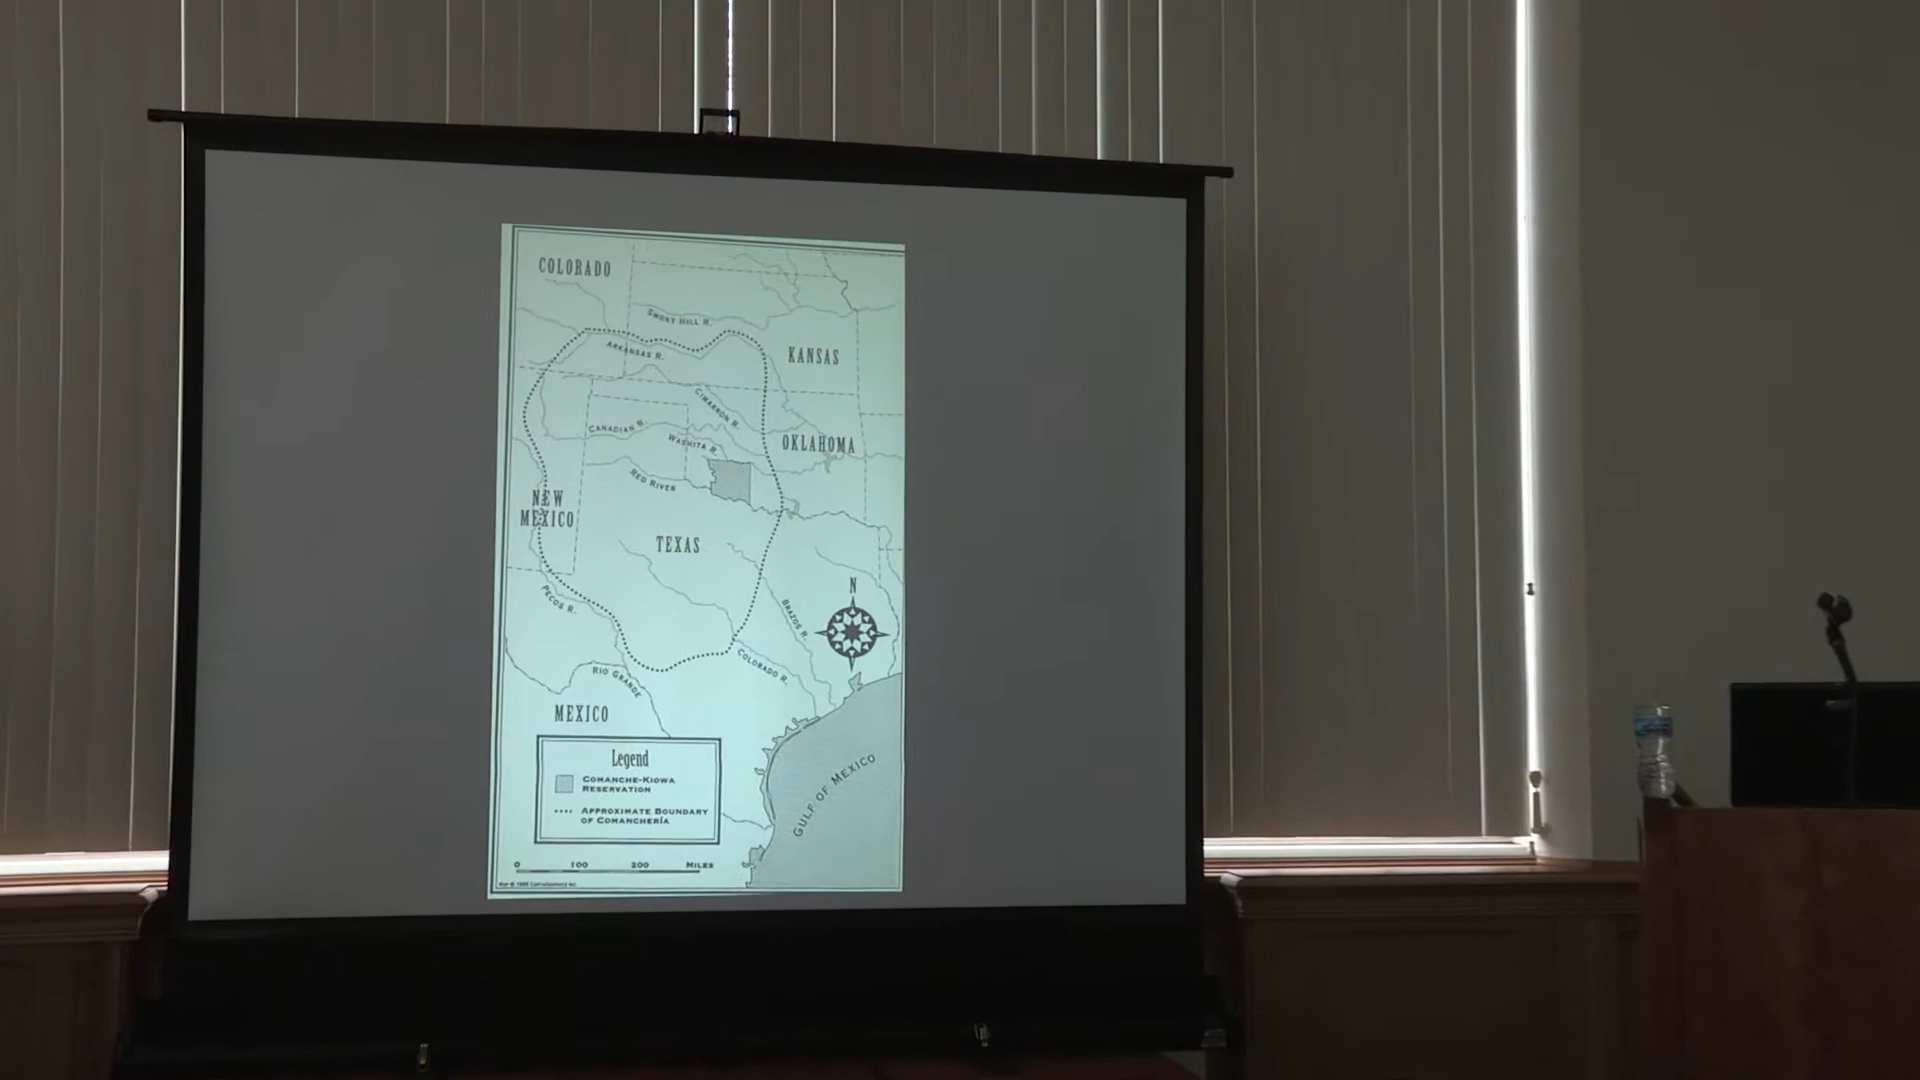 COLORADO
SMOKY HILL R.
ARKANSAS R.
KANSAS
CIMARRON R.
CANADIAN R.
WASHITA R.
OKLAHOMA
RED RIVER
NEW
MEXICO
TEXAS
N
PECOS R.
BRAZOS R.
COLORADO R.
RIO GRANDE
MEXICO
GULF OF MEXICO
Legend
COMANCHE-KIOWA
RESERVATION
APPROXIMATE BOUNDARY
OF COMANCHERÍA
0 100 200 MILES